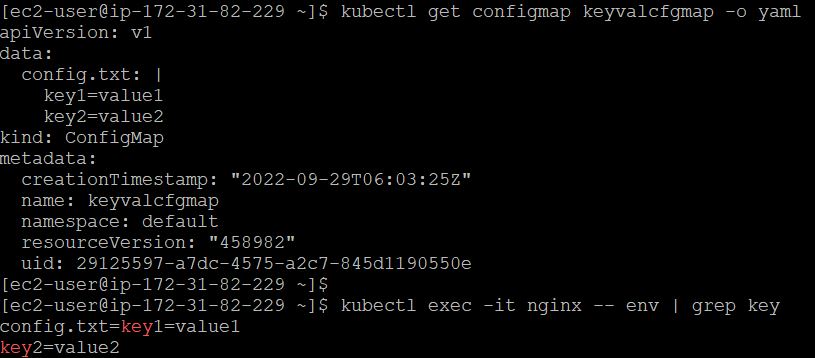 [ec2-user@ip-172-31-82-229 ~]$ kubectl get configmap keyvalcfgmap -o yaml
apiVersion: v1
data:
  config.txt: |
    key1=value1
    key2=value2
kind: ConfigMap
metadata:
  creationTimestamp: "2022-09-29T06:03:25Z"
  name: keyvalcfgmap
  namespace: default
  resourceVersion: "458982"
  uid: 29125597-a7dc-4575-a2c7-845d1190550e
[ec2-user@ip-172-31-82-229 ~]$
[ec2-user@ip-172-31-82-229 ~]$ kubectl exec -it nginx -- env | grep key
config.txt=key1=value1
key2=value2